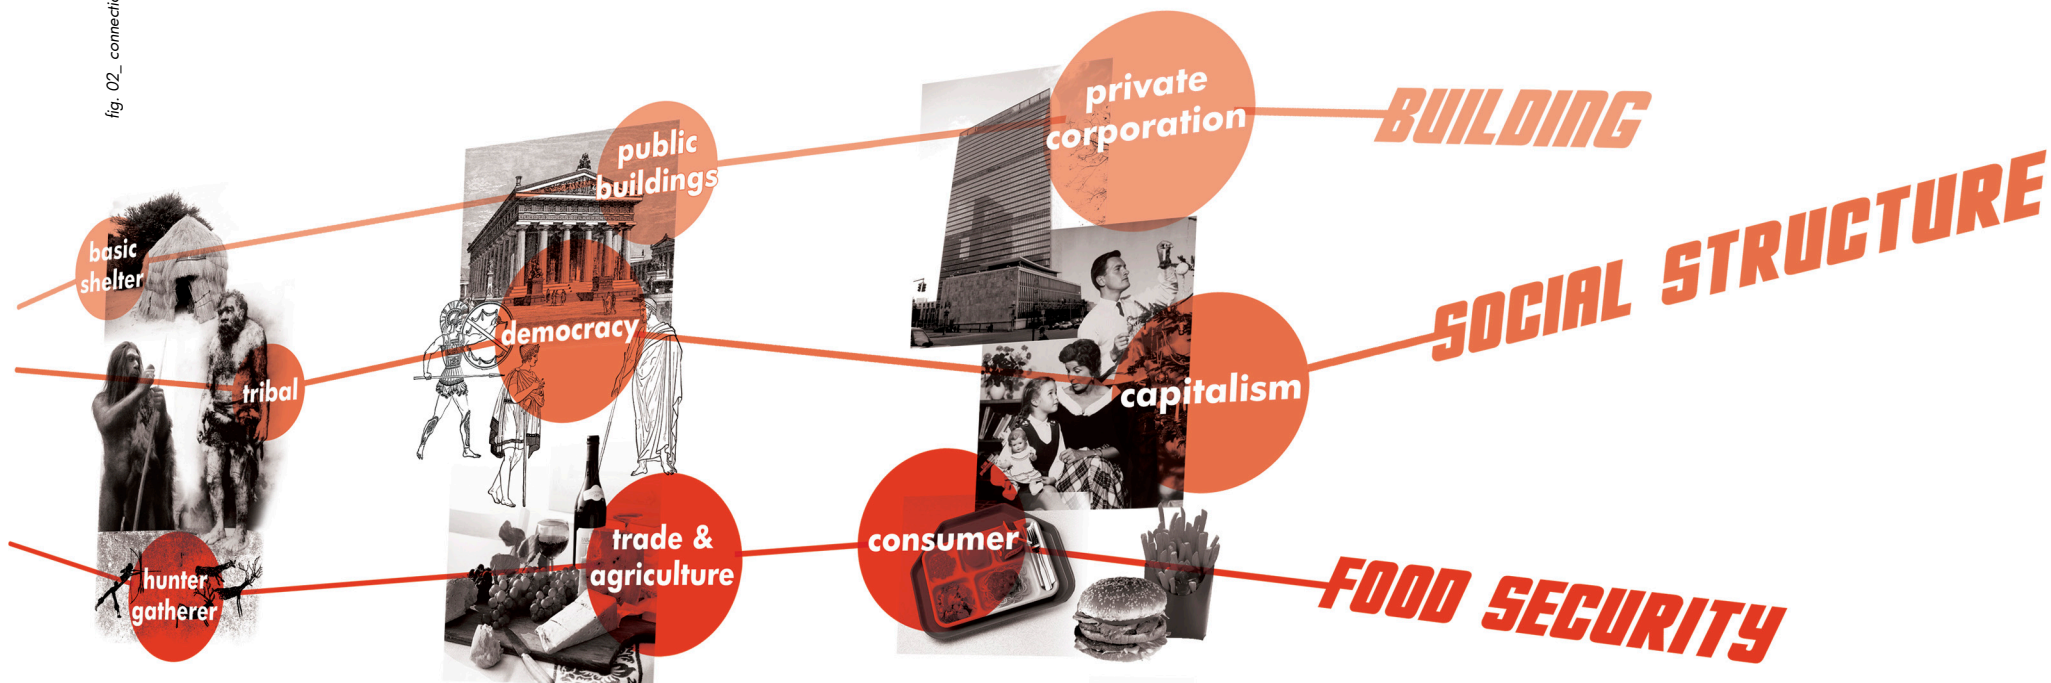 fig. 02_ connecti
private
corporation
BUILDING
public
buildings
SOCIAL STRUCTURE
basic
shelter
democracy
tribal
capitalism
trade &
agriculture
consumer
hunter
gatherer
FOOD SECURITY